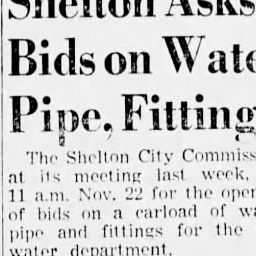 Shelton Asks
Bids on Wate
Pipe, Fitting
The Shelton City Commiss
at its meeting last week,
11 a.m. Nov. 22 for the open
of bids on a carload of wa
pipe and fittings for the
water department.